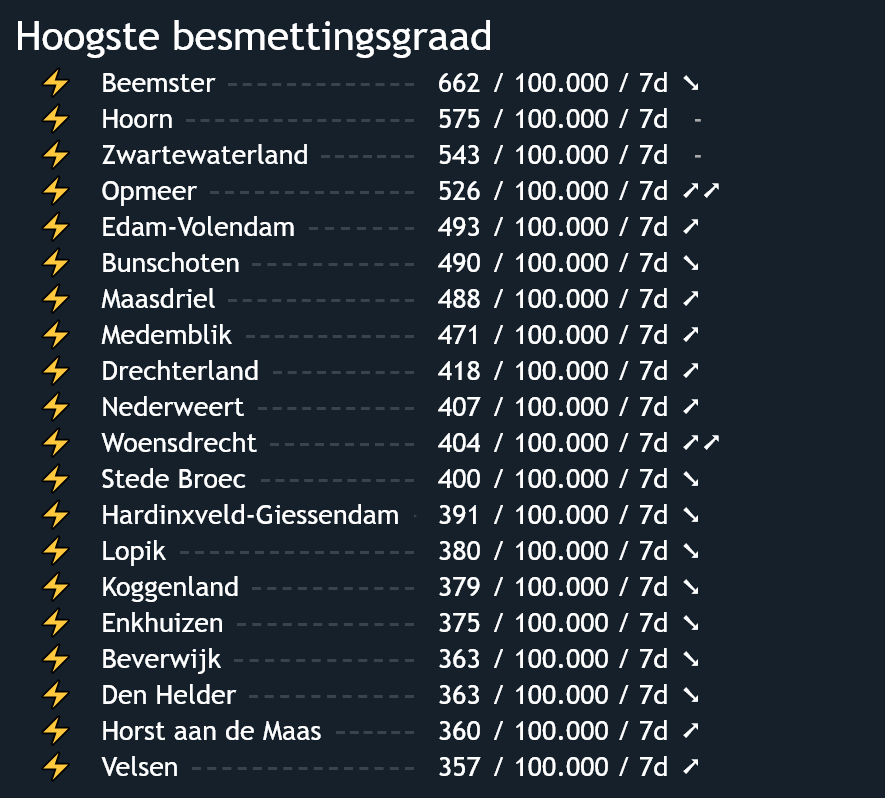 Hoogste besmettingsgraad
⚡ Beemster 662 / 100.000 / 7d ➘
⚡ Hoorn 575 / 100.000 / 7d -
⚡ Zwartewaterland 543 / 100.000 / 7d -
⚡ Opmeer 526 / 100.000 / 7d ➚➚
⚡ Edam-Volendam 493 / 100.000 / 7d ➚
⚡ Bunschoten 490 / 100.000 / 7d ➘
⚡ Maasdriel 488 / 100.000 / 7d ➚
⚡ Medemblik 471 / 100.000 / 7d ➚
⚡ Drechterland 418 / 100.000 / 7d ➚
⚡ Nederweert 407 / 100.000 / 7d ➚
⚡ Woensdrecht 404 / 100.000 / 7d ➚➚
⚡ Stede Broec 400 / 100.000 / 7d ➘
⚡ Hardinxveld-Giessendam 391 / 100.000 / 7d ➘
⚡ Lopik 380 / 100.000 / 7d ➘
⚡ Koggenland 379 / 100.000 / 7d ➘
⚡ Enkhuizen 375 / 100.000 / 7d ➘
⚡ Beverwijk 363 / 100.000 / 7d ➘
⚡ Den Helder 363 / 100.000 / 7d ➘
⚡ Horst aan de Maas 360 / 100.000 / 7d ➚
⚡ Velsen 357 / 100.000 / 7d ➚